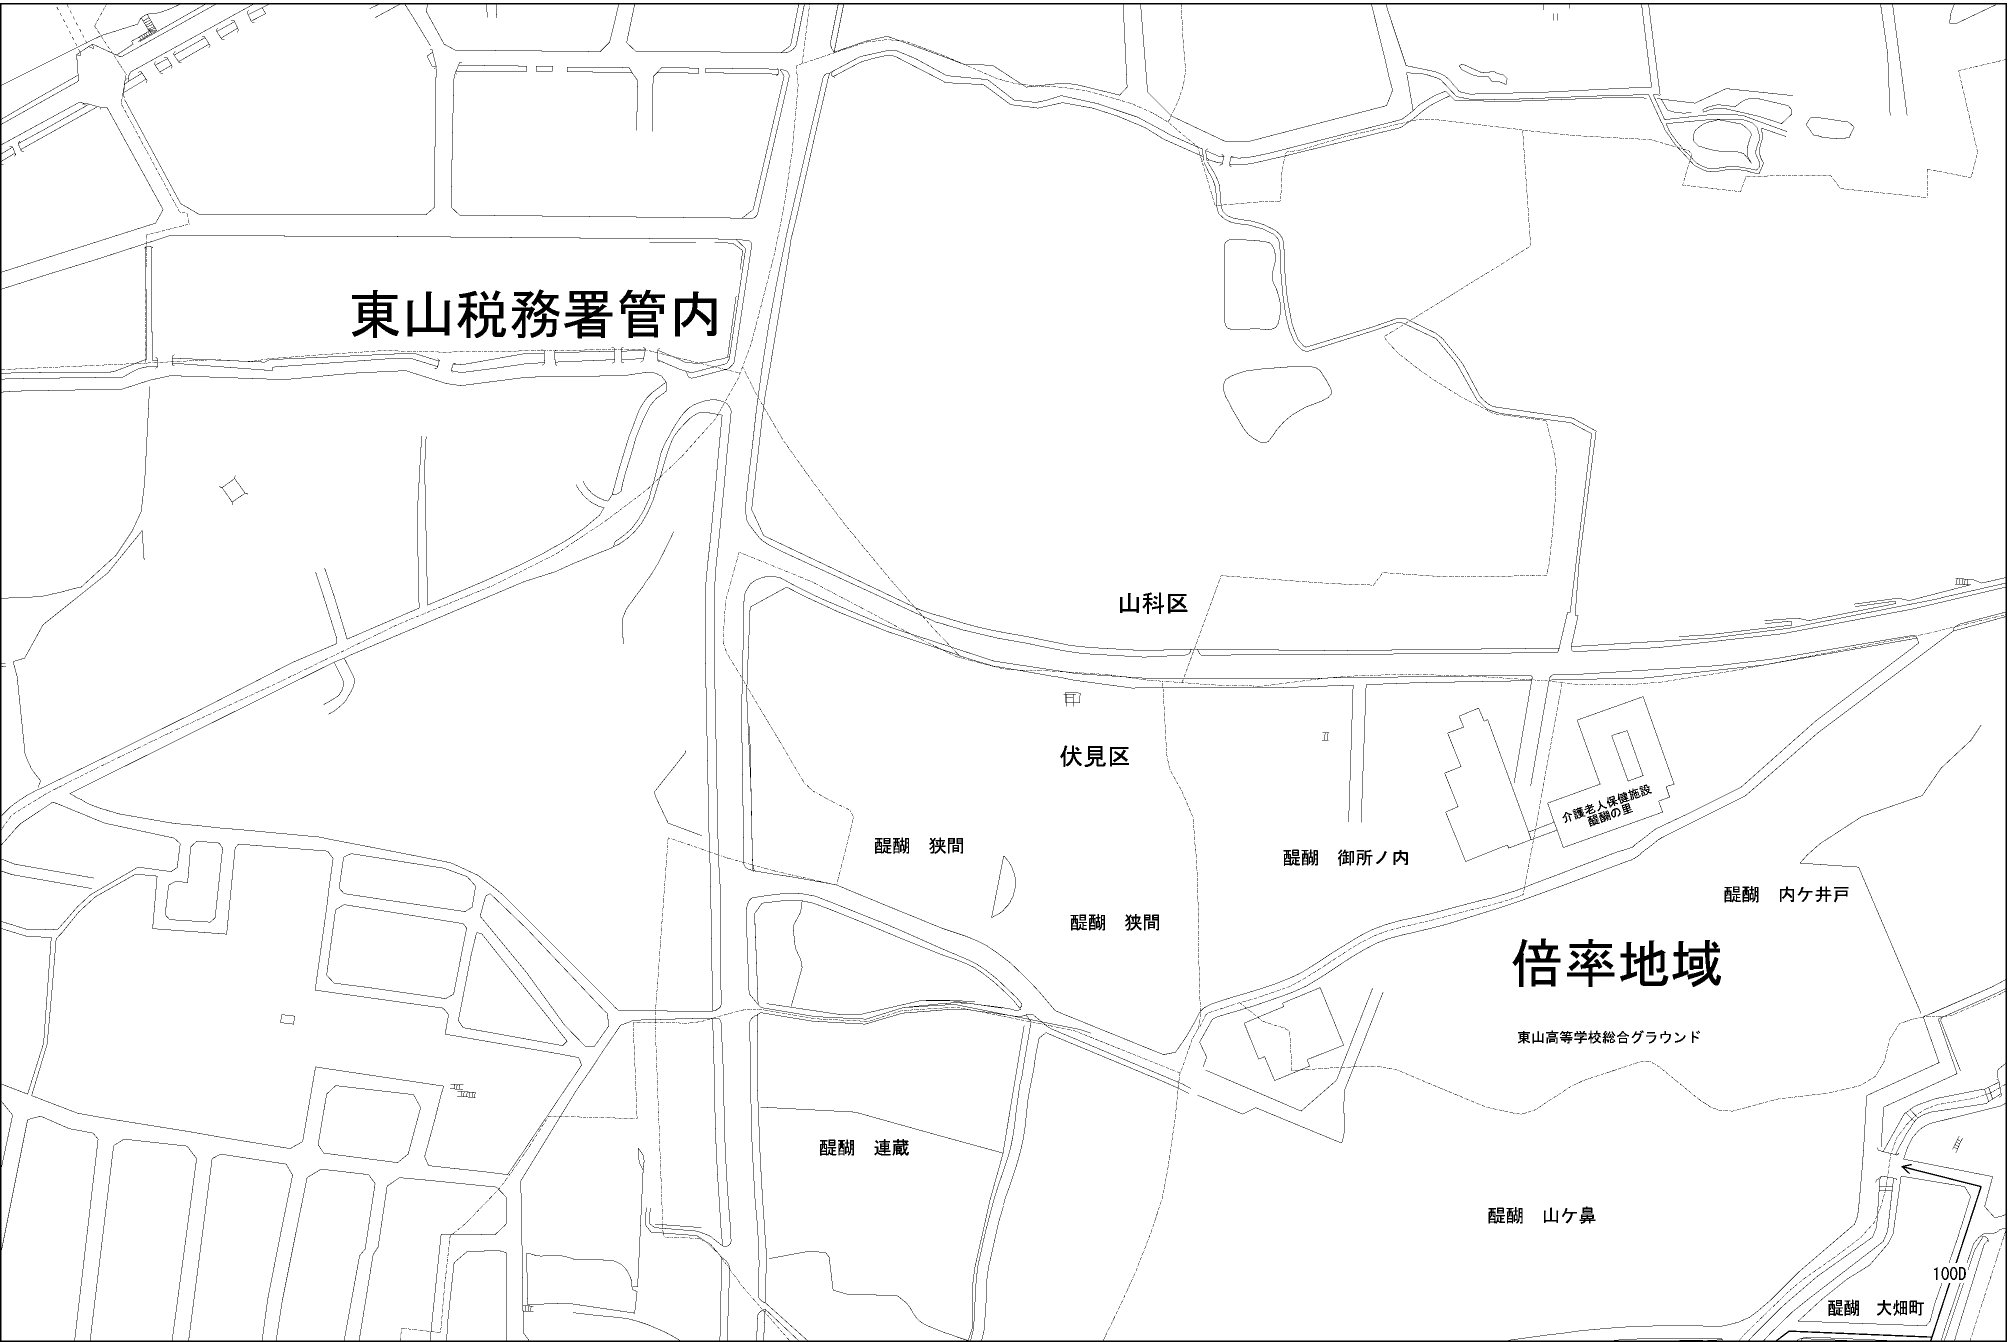 東山税務署管内
山科区
伏見区
介護老人保健施設
醍醐の里
醍醐　狭間
醍醐　御所ノ内
醍醐　内ケ井戸
醍醐　狭間
倍率地域
東山高等学校総合グラウンド
醍醐　連蔵
醍醐　山ケ鼻
100D
醍醐　大畑町